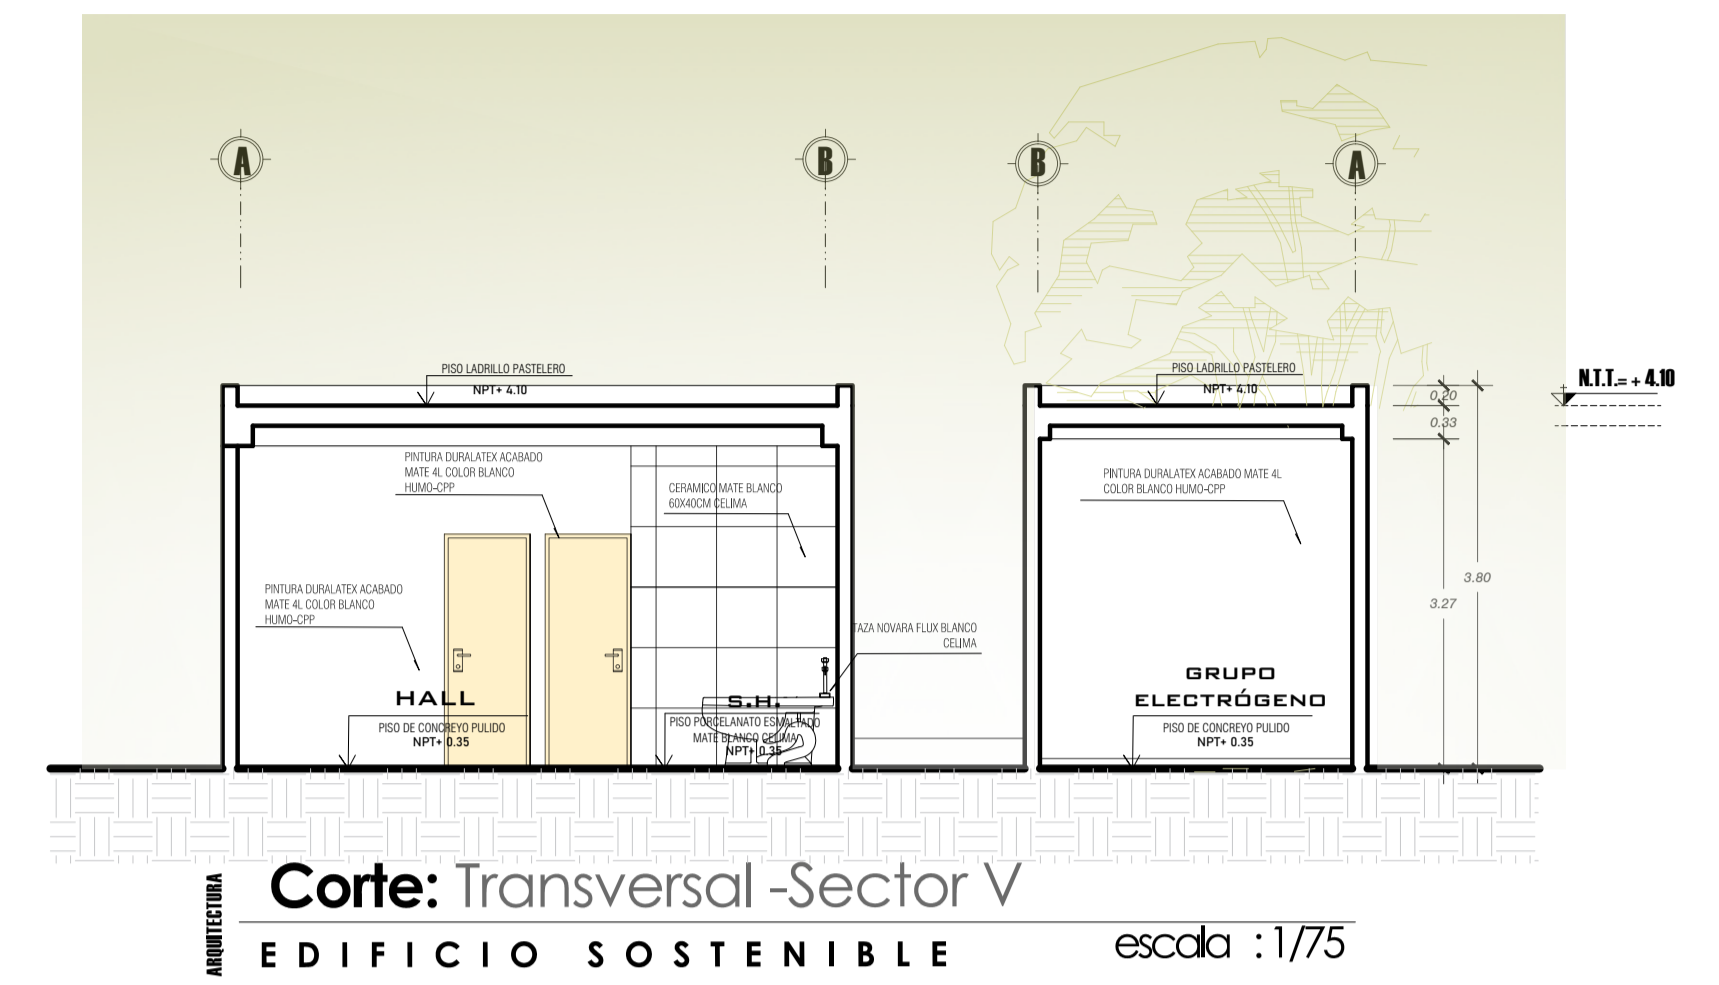 A
B
B
A
PISO LADRILLO PASTELERO
NPT+ 4.10
PISO LADRILLO PASTELERO
NPT+ 4.10
N.T.T.= + 4.10
0.20
0.33
3.80
3.27
PINTURA DURALATEX ACABADO
MATE 4L COLOR BLANCO
HUMO-CPP
CERAMICO MATE BLANCO
60X40CM CELIMA
PINTURA DURALATEX ACABADO MATE 4L
COLOR BLANCO HUMO-CPP
PINTURA DURALATEX ACABADO
MATE 4L COLOR BLANCO
HUMO-CPP
TAZA NOVARA FLUX BLANCO
CELIMA
HALL
PISO DE CONCREYO PULIDO
NPT+ 0.35
S.H.
PISO PORCELANATO ESMALTADO
MATE BLANCO CELIMA
NPT+ 0.35
GRUPO
ELECTRÓGENO
PISO DE CONCREYO PULIDO
NPT+ 0.35
ARQUITECTURA
Corte: Transversal -Sector V
EDIFICIO SOSTENIBLE
escala : 1/75